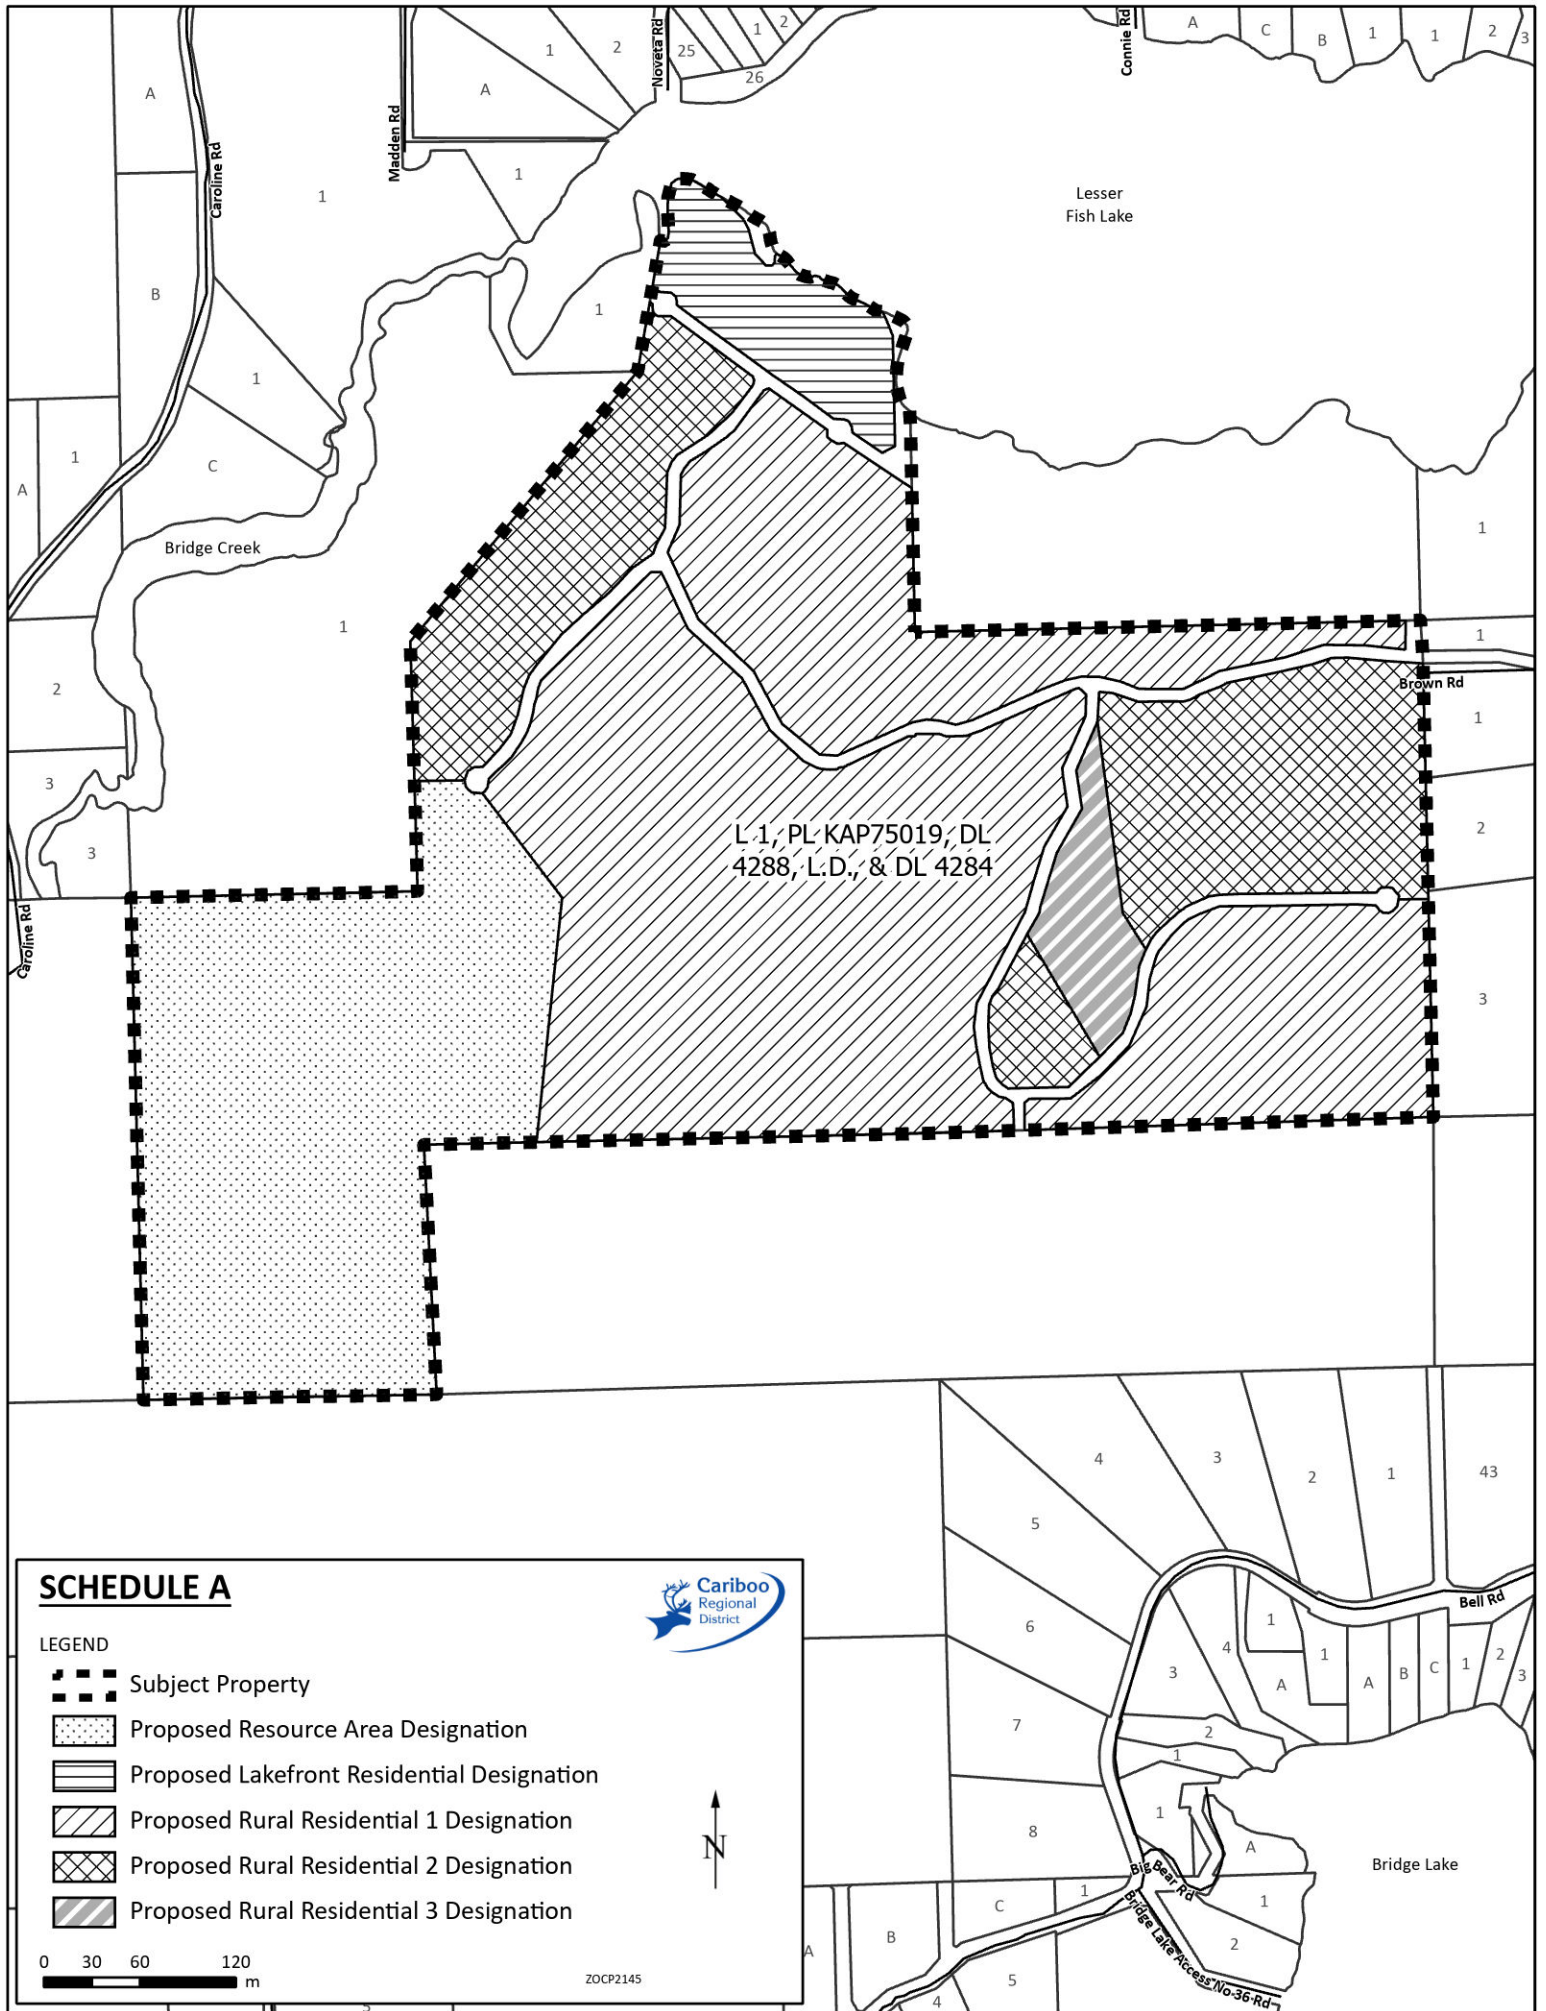 A
C
B
1
1
2
3
Connie Rd
1
2
25
1
2
26
Noveta Rd
A
Madden Rd
A
Caroline Rd
1
1
Lesser
Fish Lake
B
1
1
C
1
A
Bridge Creek
1
1
1
Brown Rd
2
1
3
2
3
L 1, PL KAP75019, DL
4288, L.D., & DL 4284
Caroline Rd
3
4
3
2
1
43
5
Bell Rd
6
1
4
1
3
A
A
B
C
1
2
3
7
2
1
1
8
A
Bridge Lake
Big Bear Rd
1
C
1
Bridge Lake Access No 36 Rd
B
2
A
5
4
5
SCHEDULE A
Cariboo
Regional
District
LEGEND
Subject Property
Proposed Resource Area Designation
Proposed Lakefront Residential Designation
Proposed Rural Residential 1 Designation
Proposed Rural Residential 2 Designation
Proposed Rural Residential 3 Designation
N
0 30 60 120
m
ZOCP2145